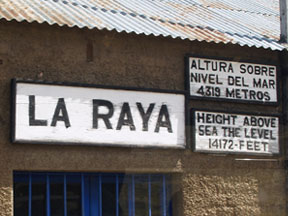 LA RAYA
ALTURA SOBRE
NIVEL DEL MAR
4319 METROS
HEIGHT ABOVE
SEA THE LEVEL
14172-FEET